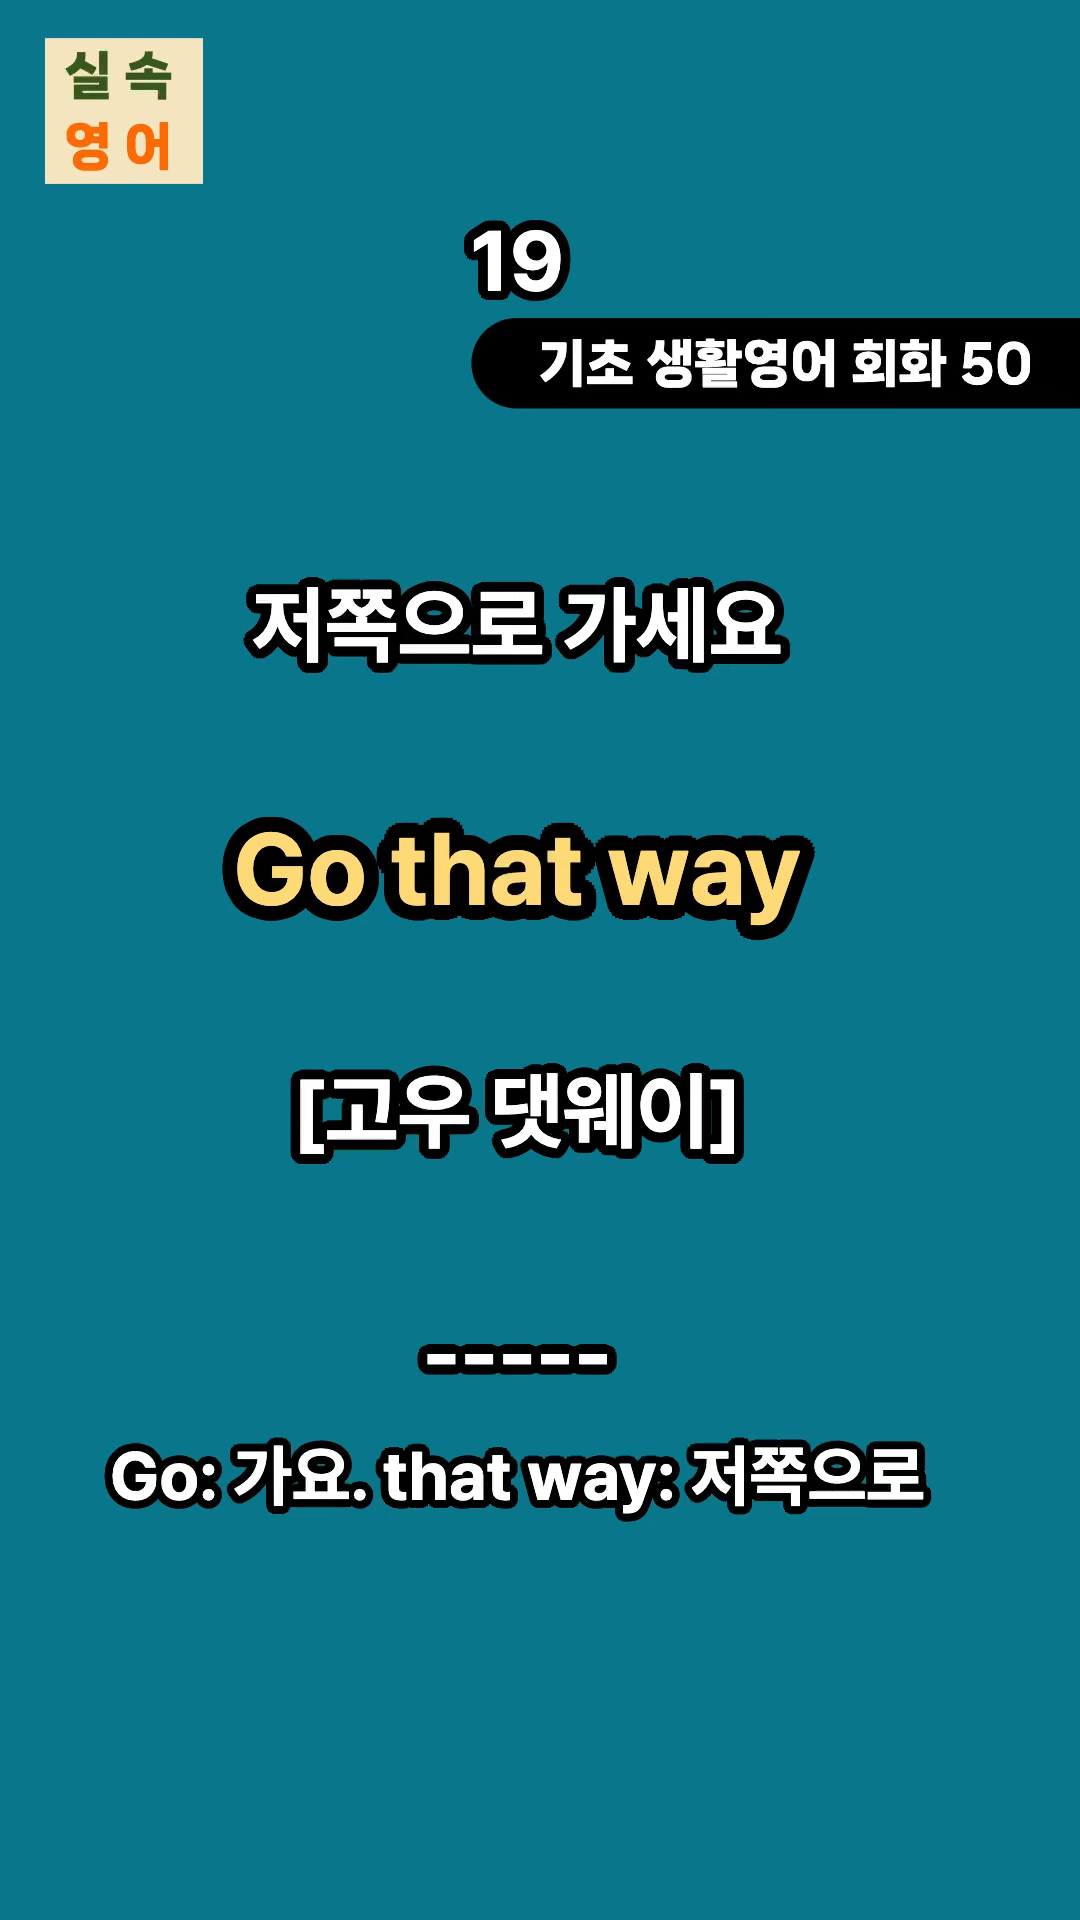 실속
영어
19
기초 생활영어 회화 50
저쪽으로 가세요
Go that way
[고우 댓웨이]
-----
Go: 가요. that way: 저쪽으로